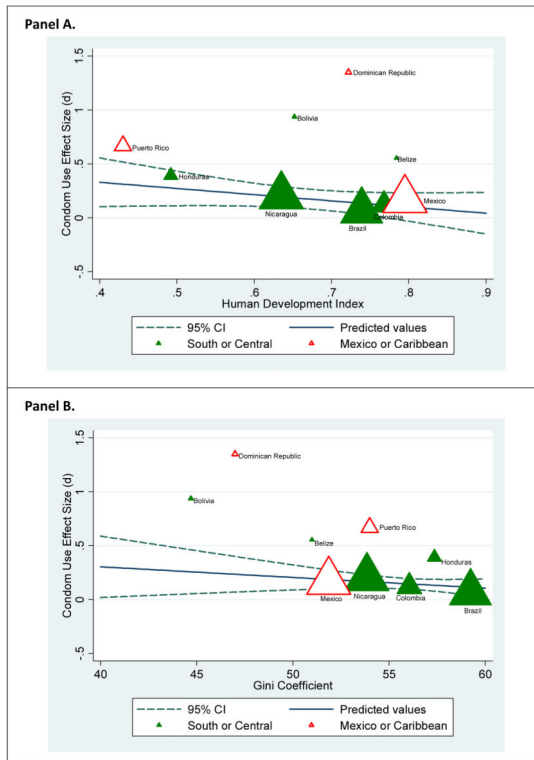 Panel A.
Condom Use Effect Size (d)
1.5
1
.5
0
-.5
Dominican Republic
Bolivia
Puerto Rico
Belize
Honduras
Nicaragua
Colombia
Mexico
Brazil
.4 .5 .6 .7 .8 .9
Human Development Index
95% CI Predicted values
South or Central Mexico or Caribbean
Panel B.
Condom Use Effect Size (d)
1.5
1
.5
0
-.5
Dominican Republic
Bolivia
Puerto Rico
Belize
Honduras
Mexico Nicaragua Colombia
Brazil
40 45 50 55 60
Gini Coefficient
95% CI Predicted values
South or Central Mexico or Caribbean